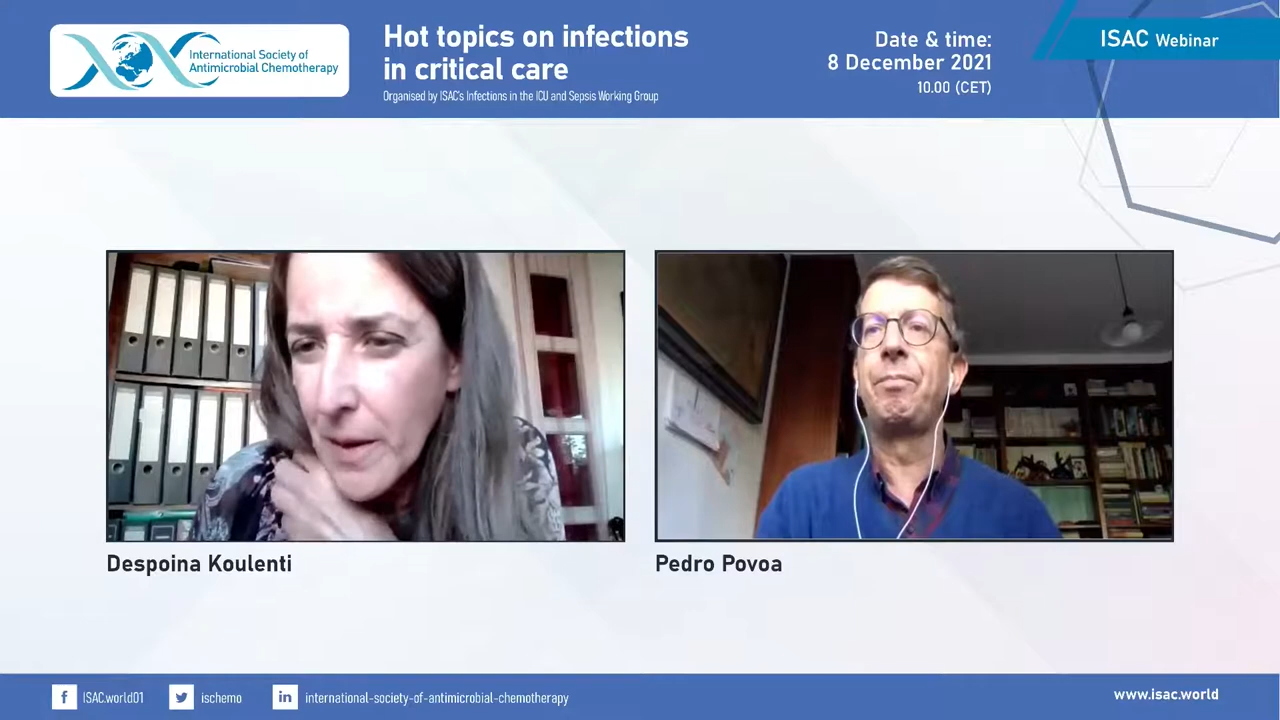 International Society of
Antimicrobial Chemotherapy
Hot topics on infections
in critical care
Organised by ISAC's Infections in the ICU and Sepsis Working Group
Date & time:
8 December 2021
10.00 (CET)
ISAC Webinar
Despoina Koulenti
Pedro Povoa
ISAC.world01
ischemo
international-society-of-antimicrobial-chemotherapy
www.isac.world